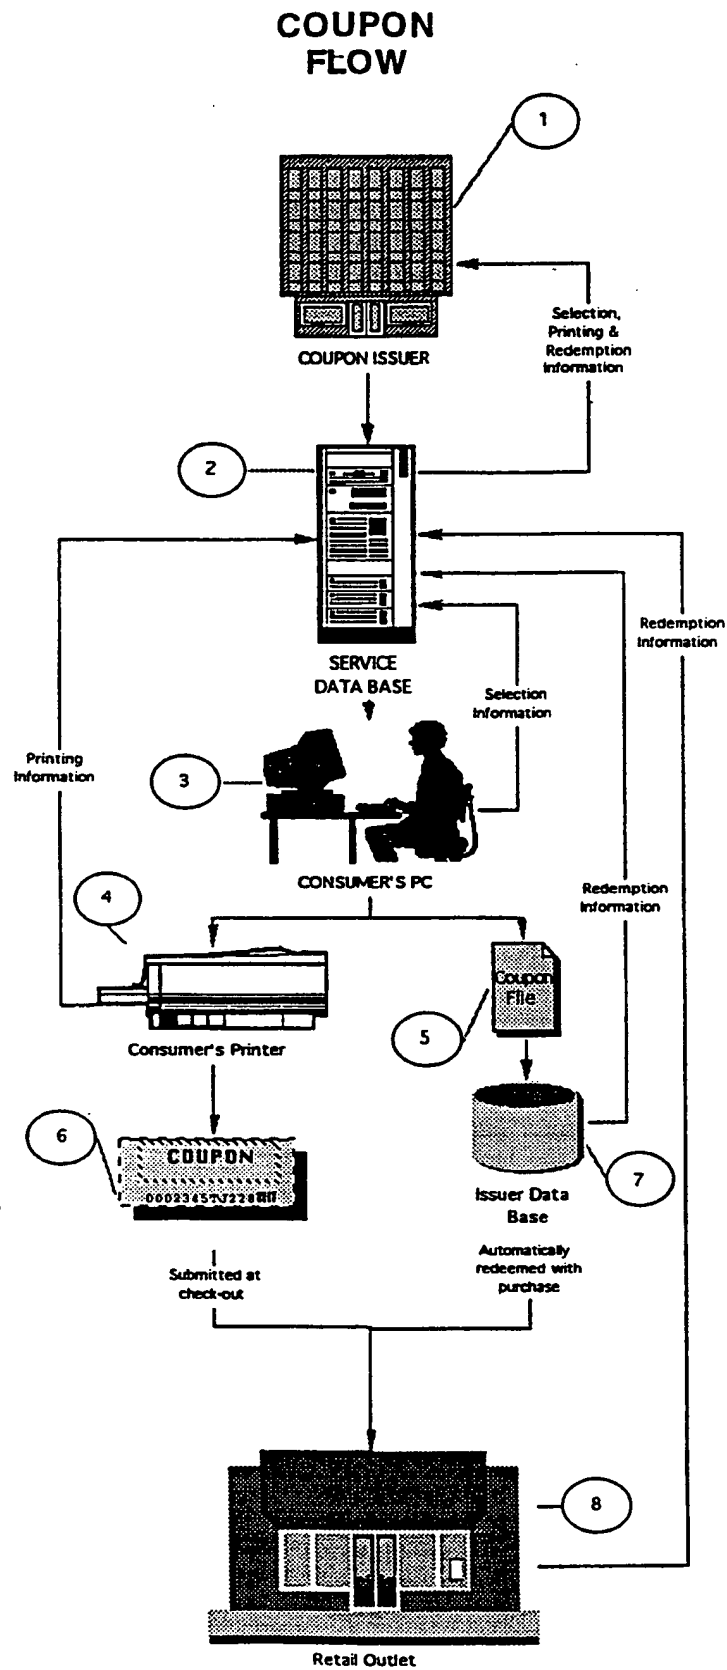 COUPON
FLOW
1
COUPON ISSUER
Selection,
Printing &
Redemption
Information
2
SERVICE
DATA BASE
Redemption
Information
Selection
Information
Printing
Information
3
CONSUMER'S PC
Redemption
Information
4
Coupon
File
5
Consumer's Printer
6
COUPON
7
Issuer Data
Base
Automatically
redeemed with
purchase
Submitted at
check-out
8
Retail Outlet